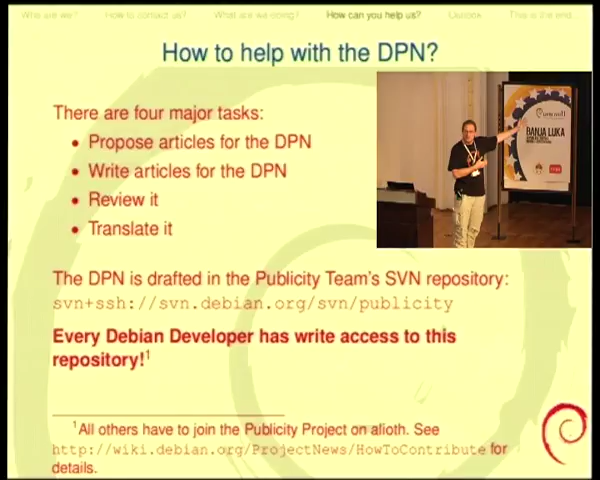 Who are we?
How to contact us?
What are we doing?
How can you help us?
This is the end...
How to help with the DPN?
There are four major tasks:
Propose articles for the DPN
Write articles for the DPN
Review it
Translate it
BANJA LUKA
The DPN is drafted in the Publicity Team's SVN repository:
svn+ssh://svn.debian.org/svn/publicity
Every Debian Developer has write access to this
repository!1
1All others have to join the Publicity Project on alioth. See
http://wiki.debian.org/ProjectNews/HowToContribute for
details.